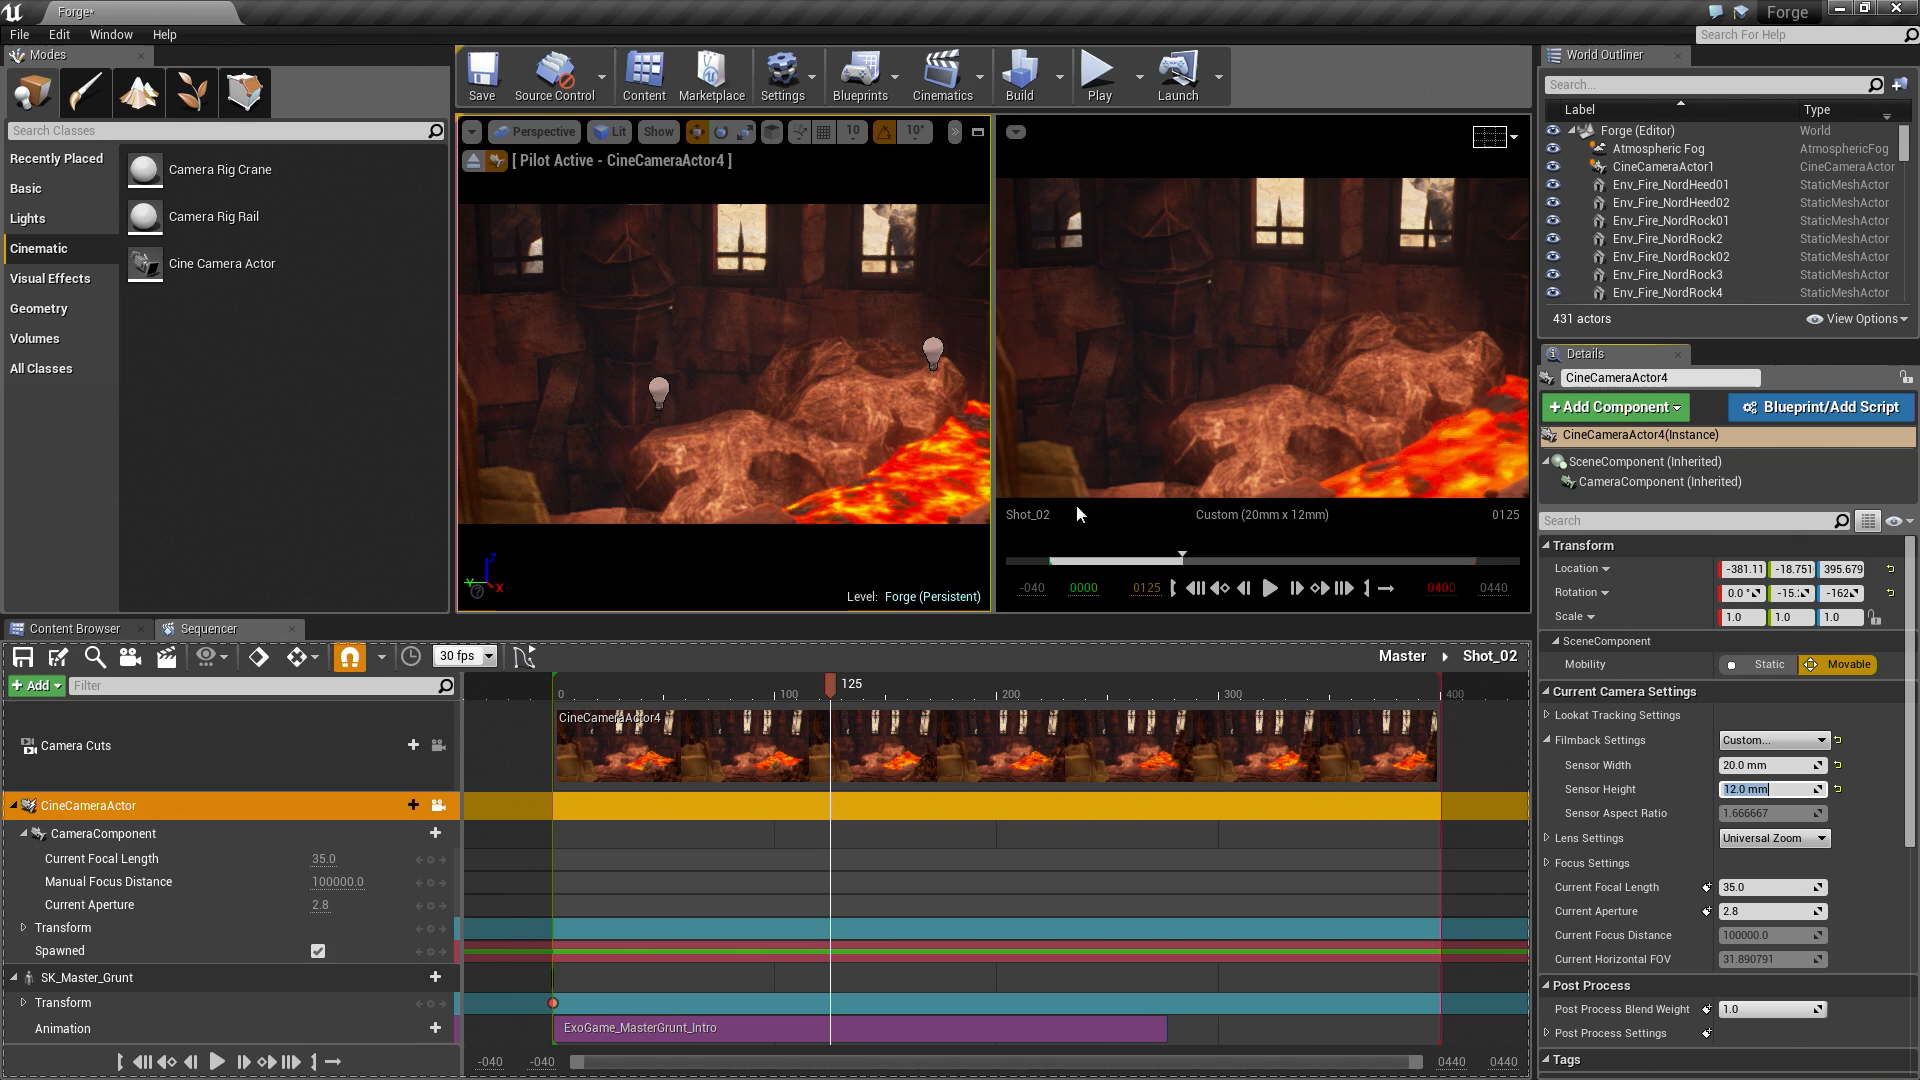 Forge*
Forge
File Edit Window Help
Search For Help
Modes
Search Classes
Recently Placed
Basic
Lights
Cinematic
Visual Effects
Geometry
Volumes
All Classes
Camera Rig Crane
Camera Rig Rail
Cine Camera Actor
Save Source Control Content Marketplace Settings Blueprints Cinematics Build Play Launch
Perspective Lit Show 10 10°
[ Pilot Active - CineCameraActor4 ]
Z
Y
X
Level: Forge (Persistent)
Shot_02 Custom (20mm x 12mm) 0125
-040 0000 0125 0400 0440
World Outliner
Search...
Label Type
Forge (Editor) World
Atmospheric Fog AtmosphericFog
CineCameraActor1 CineCameraActor
Env_Fire_NordHeed01 StaticMeshActor
Env_Fire_NordHeed02 StaticMeshActor
Env_Fire_NordRock01 StaticMeshActor
Env_Fire_NordRock2 StaticMeshActor
Env_Fire_NordRock02 StaticMeshActor
Env_Fire_NordRock3 StaticMeshActor
Env_Fire_NordRock4 StaticMeshActor
431 actors View Options
Details
CineCameraActor4
+Add Component Blueprint/Add Script
CineCameraActor4(Instance)
SceneComponent (Inherited)
CameraComponent (Inherited)
Search
Transform
Location -381.11 -18.751 395.679
Rotation 0.0 ° -15. -162
Scale 1.0 1.0 1.0
SceneComponent
Mobility Static Movable
Current Camera Settings
Lookat Tracking Settings
Filmback Settings Custom...
Sensor Width 20.0 mm
Sensor Height 12.0 mm
Sensor Aspect Ratio 1.666667
Lens Settings Universal Zoom
Focus Settings
Current Focal Length 35.0
Current Aperture 2.8
Current Focus Distance 100000.0
Current Horizontal FOV 31.890791
Post Process
Post Process Blend Weight 1.0
Post Process Settings
Tags
Content Browser Sequencer
30 fps
Master Shot_02
+ Add Filter
0 100 125 200 300 400
Camera Cuts
CineCameraActor4
CineCameraActor
CameraComponent
Current Focal Length 35.0
Manual Focus Distance 100000.0
Current Aperture 2.8
Transform
Spawned
SK_Master_Grunt
Transform
Animation
ExoGame_MasterGrunt_Intro
-040 -040 0440 0440